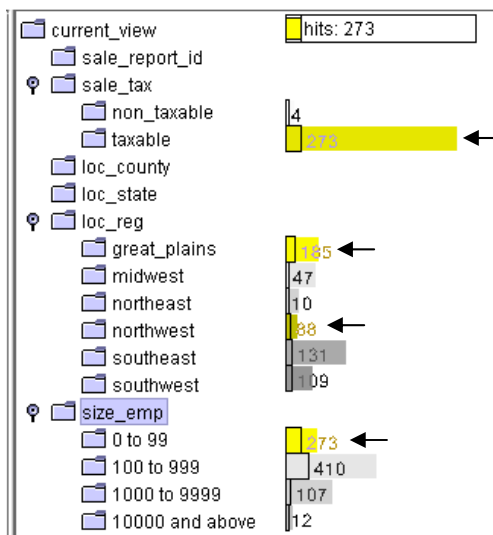 current_view hits: 273
sale_report_id
sale_tax
non_taxable 4
taxable 273
loc_county
loc_state
loc_reg
great_plains 185
midwest 47
northeast 10
northwest 88
southeast 131
southwest 109
size_emp
0 to 99 273
100 to 999 410
1000 to 9999 107
10000 and above 12